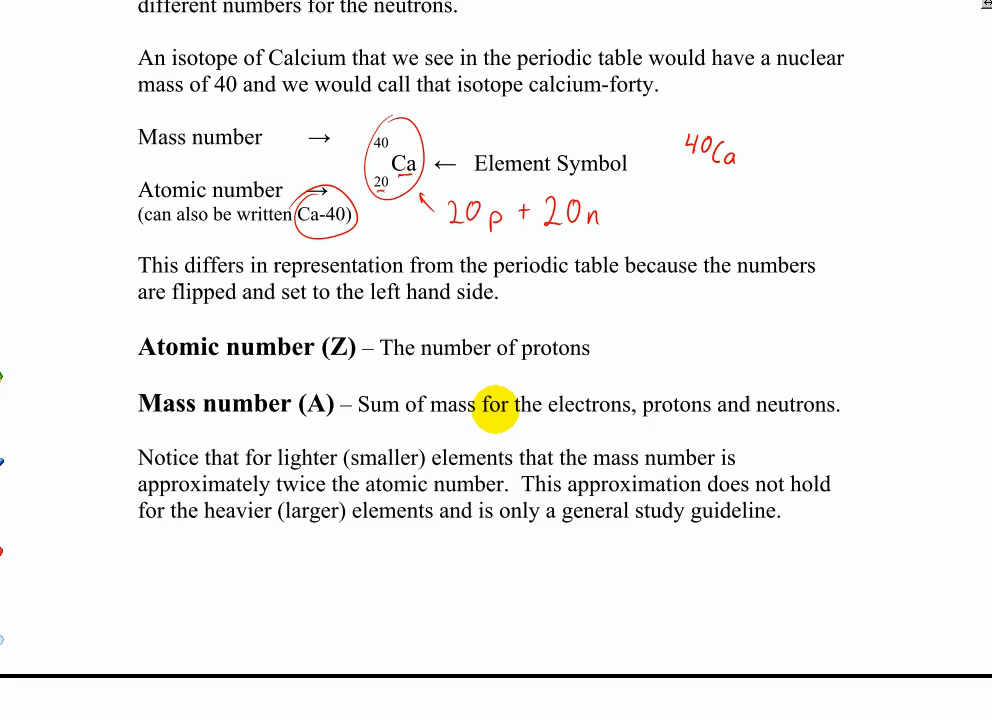 different numbers for the neutrons.
An isotope of Calcium that we see in the periodic table would have a nuclear
mass of 40 and we would call that isotope calcium-forty.
Mass number → 40
Ca ← Element Symbol 40Ca
Atomic number → 20
(can also be written Ca-40) 20p + 20n
This differs in representation from the periodic table because the numbers
are flipped and set to the left hand side.
Atomic number (Z) – The number of protons
Mass number (A) – Sum of mass for the electrons, protons and neutrons.
Notice that for lighter (smaller) elements that the mass number is
approximately twice the atomic number. This approximation does not hold
for the heavier (larger) elements and is only a general study guideline.